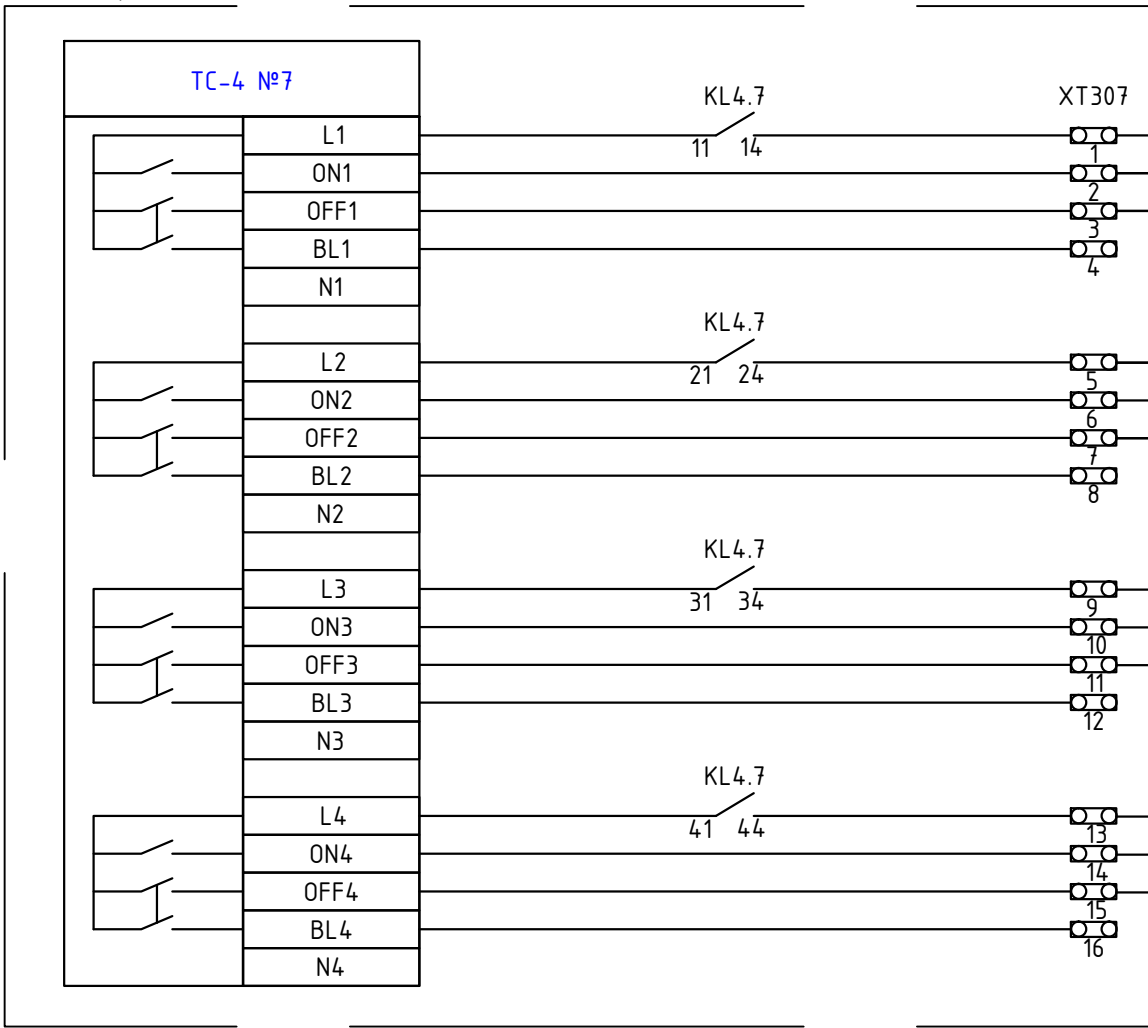 ТС-4 №7
KL4.7
XT307
L1
11 14
1
ON1
2
OFF1
3
BL1
4
N1
KL4.7
L2
21 24
5
ON2
6
OFF2
7
BL2
8
N2
KL4.7
L3
31 34
9
ON3
10
OFF3
11
BL3
12
N3
KL4.7
L4
41 44
13
ON4
14
OFF4
15
BL4
16
N4